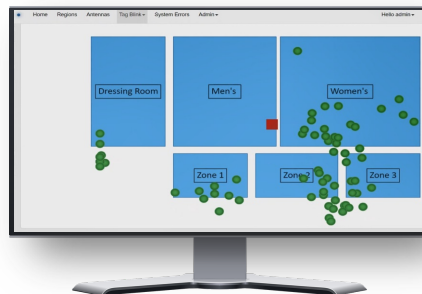 Home Regions Antennas Tag Blink System Errors Admin Hello admin
Dressing Room
Men's
Women's
Zone 1
Zone 2
Zone 3